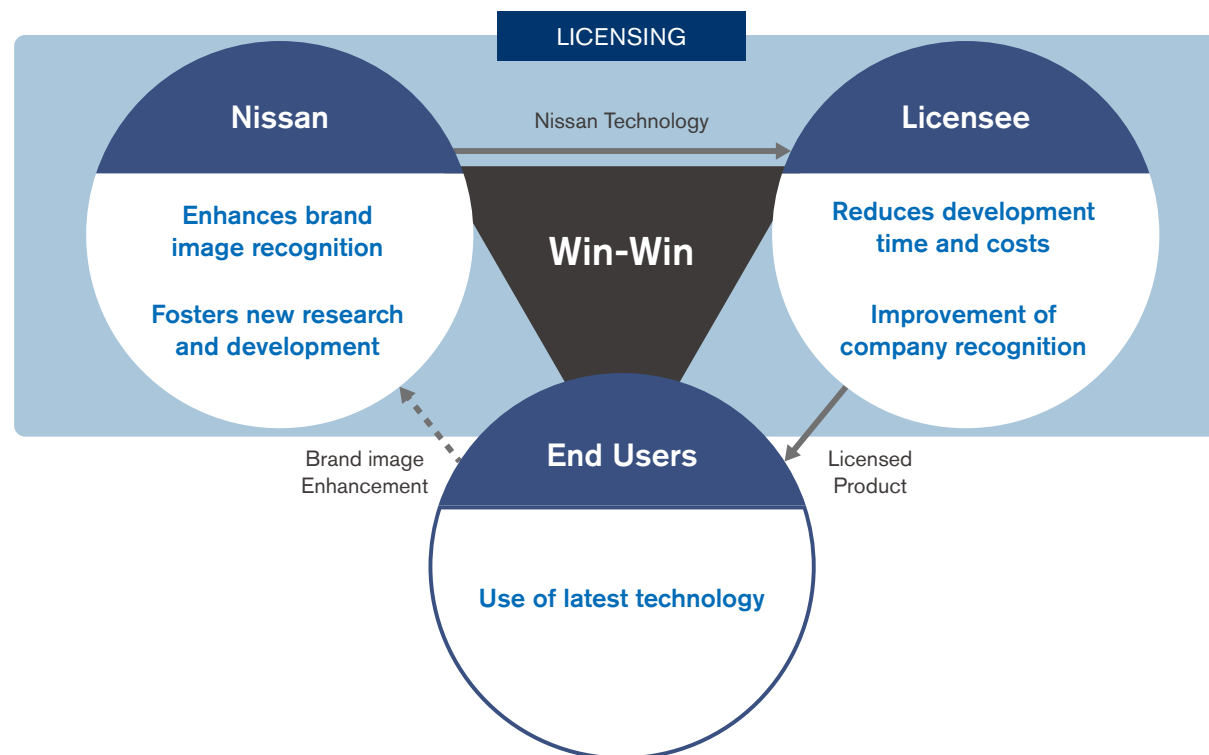 LICENSING
Nissan
Nissan Technology
Licensee
Enhances brand
image recognition
Fosters new research
and development
Win-Win
Reduces development
time and costs
Improvement of
company recognition
Brand image
Enhancement
End Users
Licensed
Product
Use of latest technology